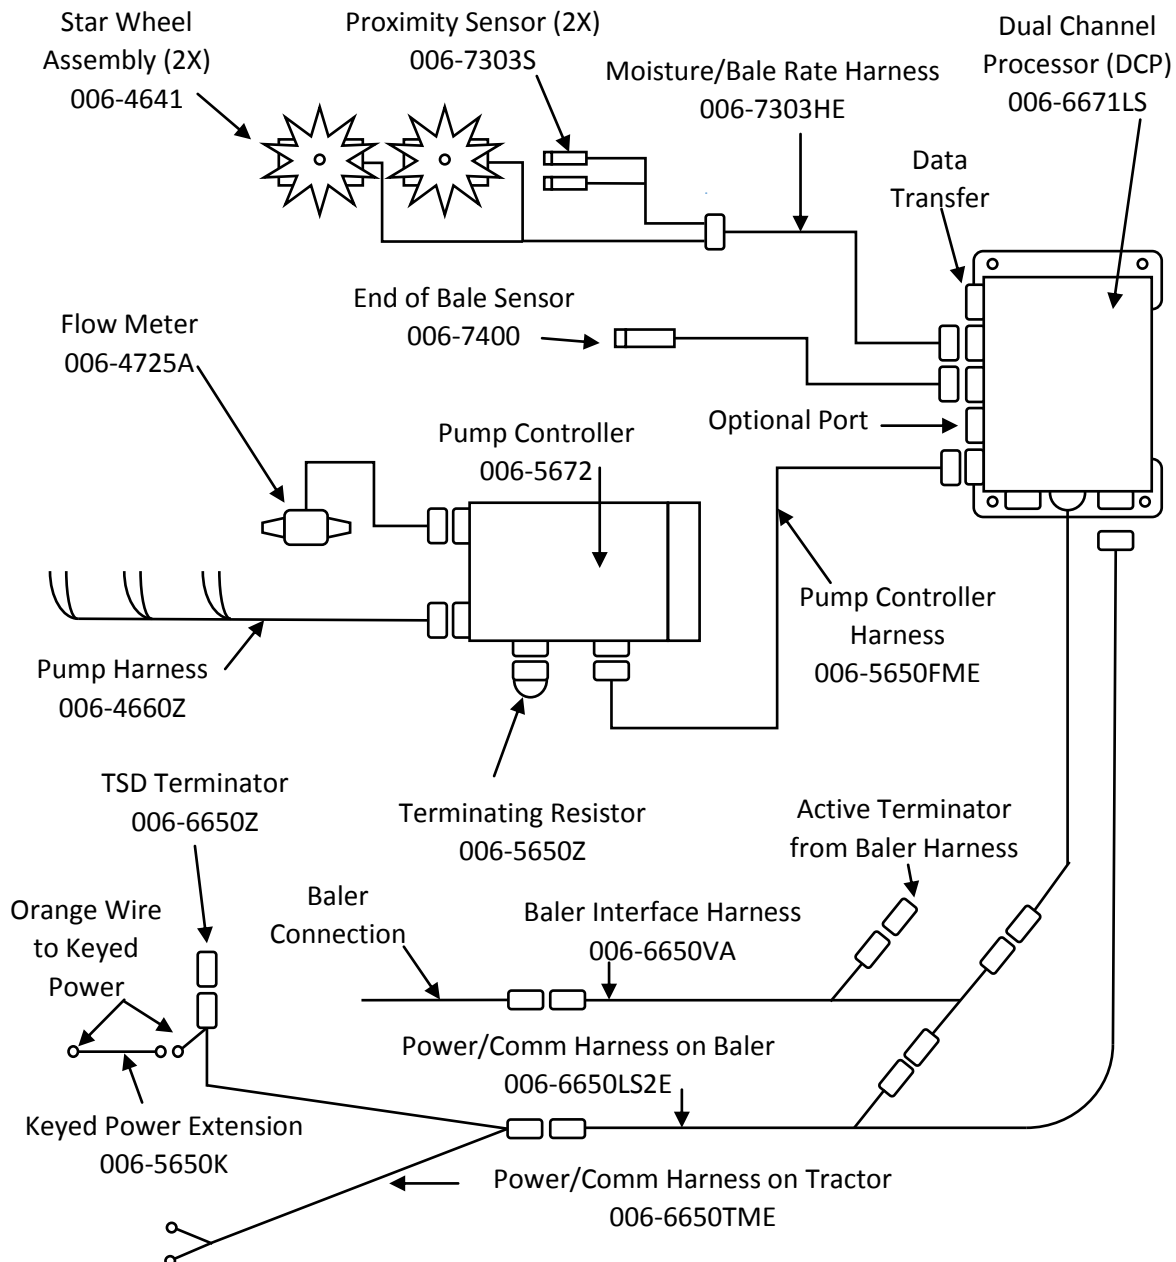 Star Wheel
Assembly (2X)
006-4641
Proximity Sensor (2X)
006-7303S
Moisture/Bale Rate Harness
006-7303HE
Dual Channel
Processor (DCP)
006-6671LS
Data
Transfer
End of Bale Sensor
006-7400
Flow Meter
006-4725A
Optional Port
Pump Controller
006-5672
Pump Controller
Harness
006-5650FME
Pump Harness
006-4660Z
TSD Terminator
006-6650Z
Terminating Resistor
006-5650Z
Active Terminator
from Baler Harness
Orange Wire
to Keyed
Power
Baler
Connection
Baler Interface Harness
006-6650VA
Power/Comm Harness on Baler
006-6650LS2E
Keyed Power Extension
006-5650K
Power/Comm Harness on Tractor
006-6650TME